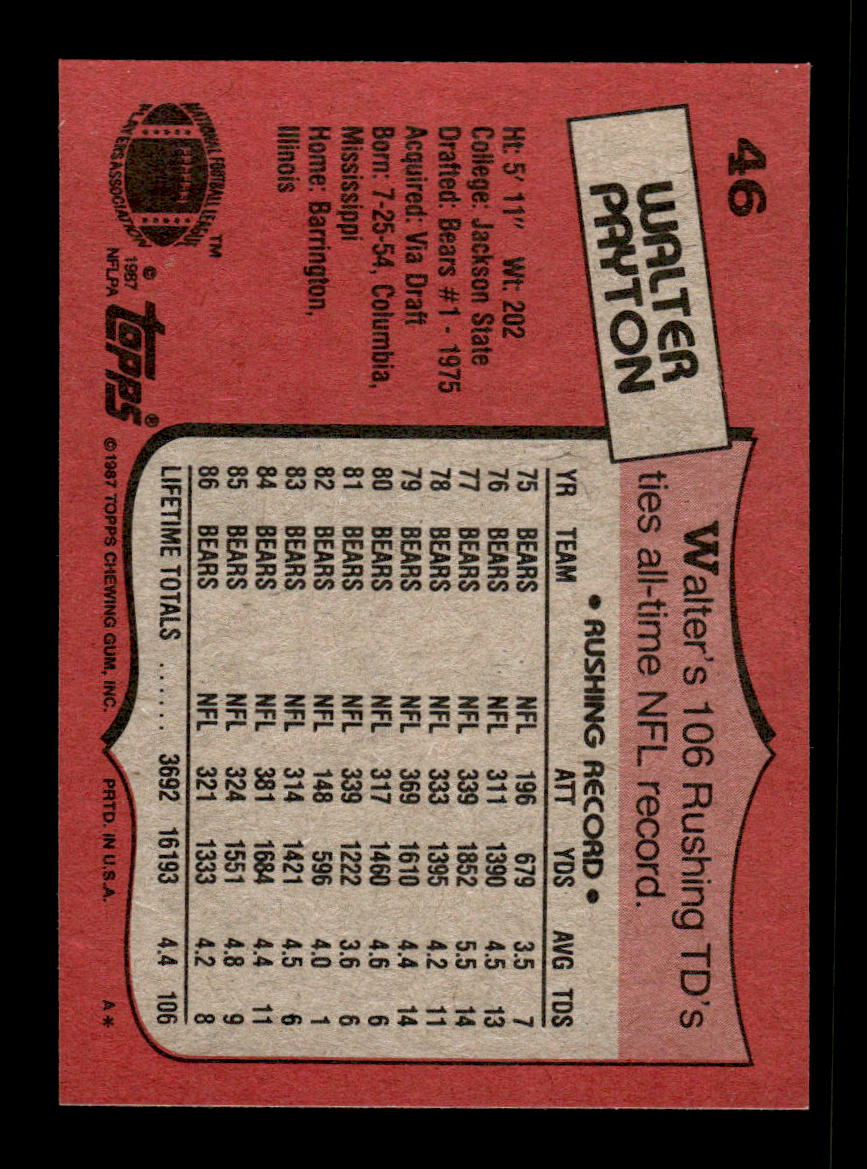 46
WALTER
PAYTON
Ht: 5' 11" Wt: 202
College: Jackson State
Drafted: Bears #1 - 1975
Acquired: Via Draft
Born: 7-25-54, Columbia,
Mississippi
Home: Barrington,
Illinois
NATIONAL FOOTBALL LEAGUE
PLAYERS ASSOCIATION
™
©
1987
NFLPA
topps®
Walter's 106 Rushing TD's
ties all-time NFL record.
• RUSHING RECORD •
YR TEAM ATT YDS AVG TDS
75 BEARS NFL 196 679 3.5 7
76 BEARS NFL 311 1390 4.5 13
77 BEARS NFL 339 1852 5.5 14
78 BEARS NFL 333 1395 4.2 11
79 BEARS NFL 369 1610 4.4 14
80 BEARS NFL 317 1460 4.6 6
81 BEARS NFL 339 1222 3.6 6
82 BEARS NFL 148 596 4.0 1
83 BEARS NFL 314 1421 4.5 6
84 BEARS NFL 381 1684 4.4 11
85 BEARS NFL 324 1551 4.8 9
86 BEARS NFL 321 1333 4.2 8
LIFETIME TOTALS ...... 3692 16193 4.4 106
© 1987 TOPPS CHEWING GUM, INC. PRTD. IN U.S.A. A*